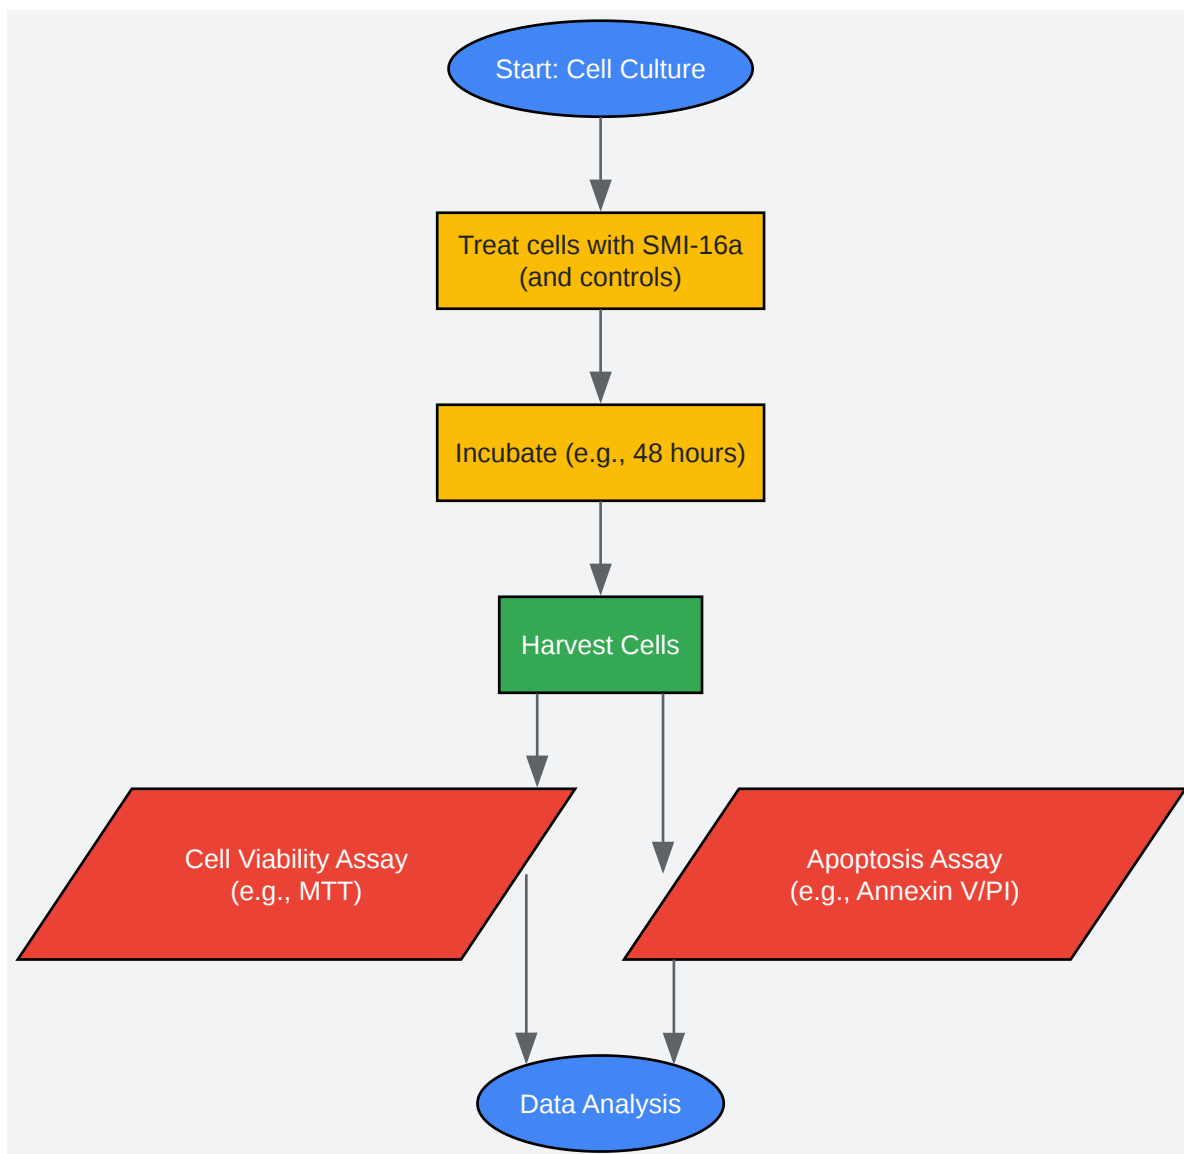 Start: Cell Culture
Treat cells with SMI-16a
(and controls)
Incubate (e.g., 48 hours)
Harvest Cells
Cell Viability Assay
(e.g., MTT)
Apoptosis Assay
(e.g., Annexin V/PI)
Data Analysis